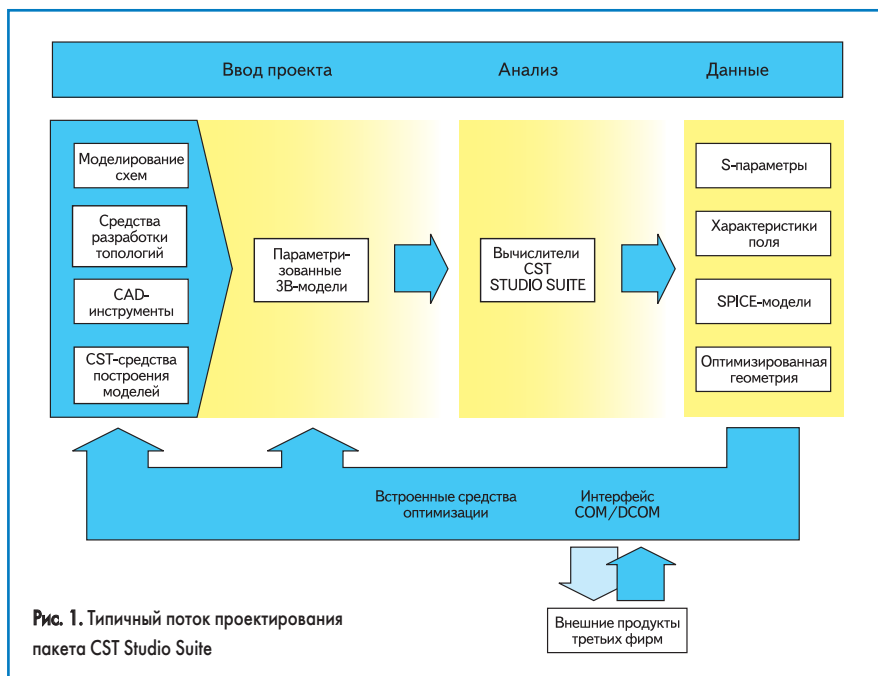 Ввод проекта
Анализ
Данные
Моделирование
схем
Средства
разработки
топологий
CAD-
инструменты
CST-средства
построения
моделей
Параметри-
зованные
3В-модели
Вычислители
CST
STUDIO SUITE
S-параметры
Характеристики
поля
SPICE-модели
Оптимизированная
геометрия
Встроенные средства
оптимизации
Интерфейс
COM/DCOM
Внешние продукты
третьих фирм
Рис. 1. Типичный поток проектирования
пакета CST Studio Suite